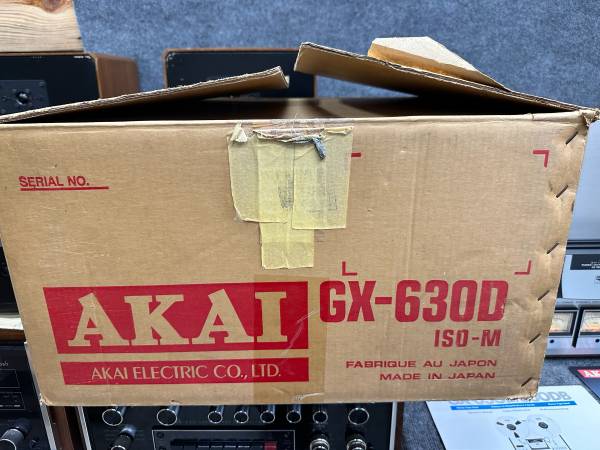 SERIAL NO.
AKAI
AKAI ELECTRIC CO., LTD.
GX-630D
ISO-M
FABRIQUE AU JAPON
MADE IN JAPAN